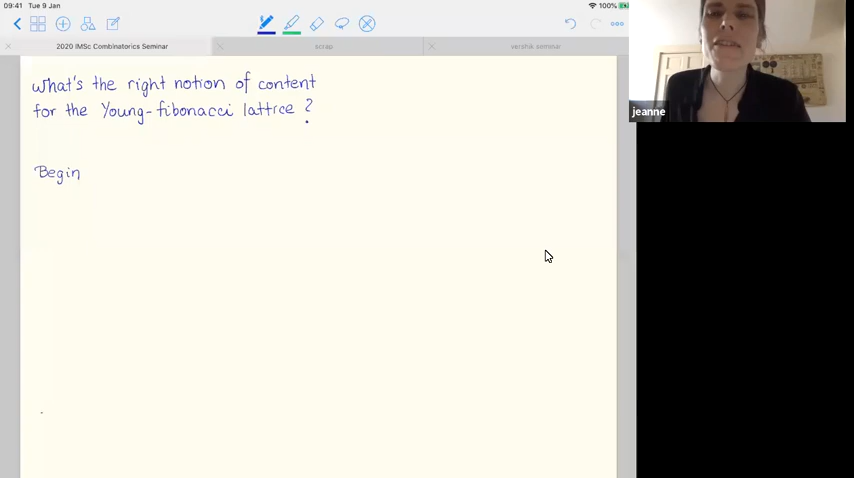 09:41 Tue 9 Jan
100%
2020 IMSc Combinatorics Seminar
scrap
vershik seminar
what's the right notion of content
for the Young-fibonacci lattice ?
Begin
jeanne